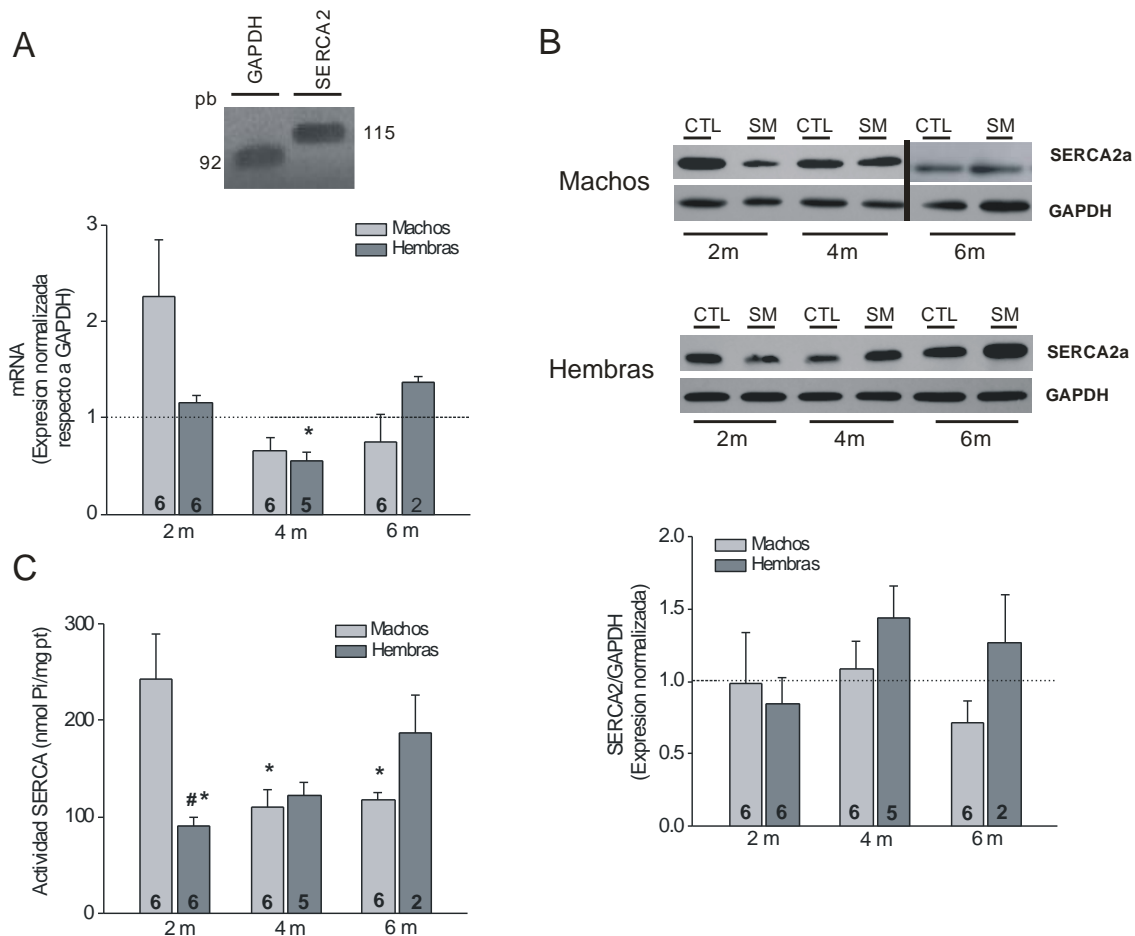 A
GAPDH
SERCA2
pb
115
92
3
2
1
0
mRNA
(Expresion normalizada
respecto a GAPDH)
Machos
Hembras
*
6 6 6 5 6 2
2 m 4 m 6 m
B
Machos
CTL SM CTL SM CTL SM
SERCA2a
GAPDH
2m 4m 6m
Hembras
CTL SM CTL SM CTL SM
SERCA2a
GAPDH
2m 4m 6m
2.0
1.5
1.0
0.5
0.0
SERCA2/GAPDH
(Expresion normalizada)
Machos
Hembras
6 6 6 5 6 2
2 m 4 m 6 m
C
300
200
100
0
Actividad SERCA (nmol Pi/mg pt)
Machos
Hembras
#* * *
6 6 6 5 6 2
2 m 4 m 6 m